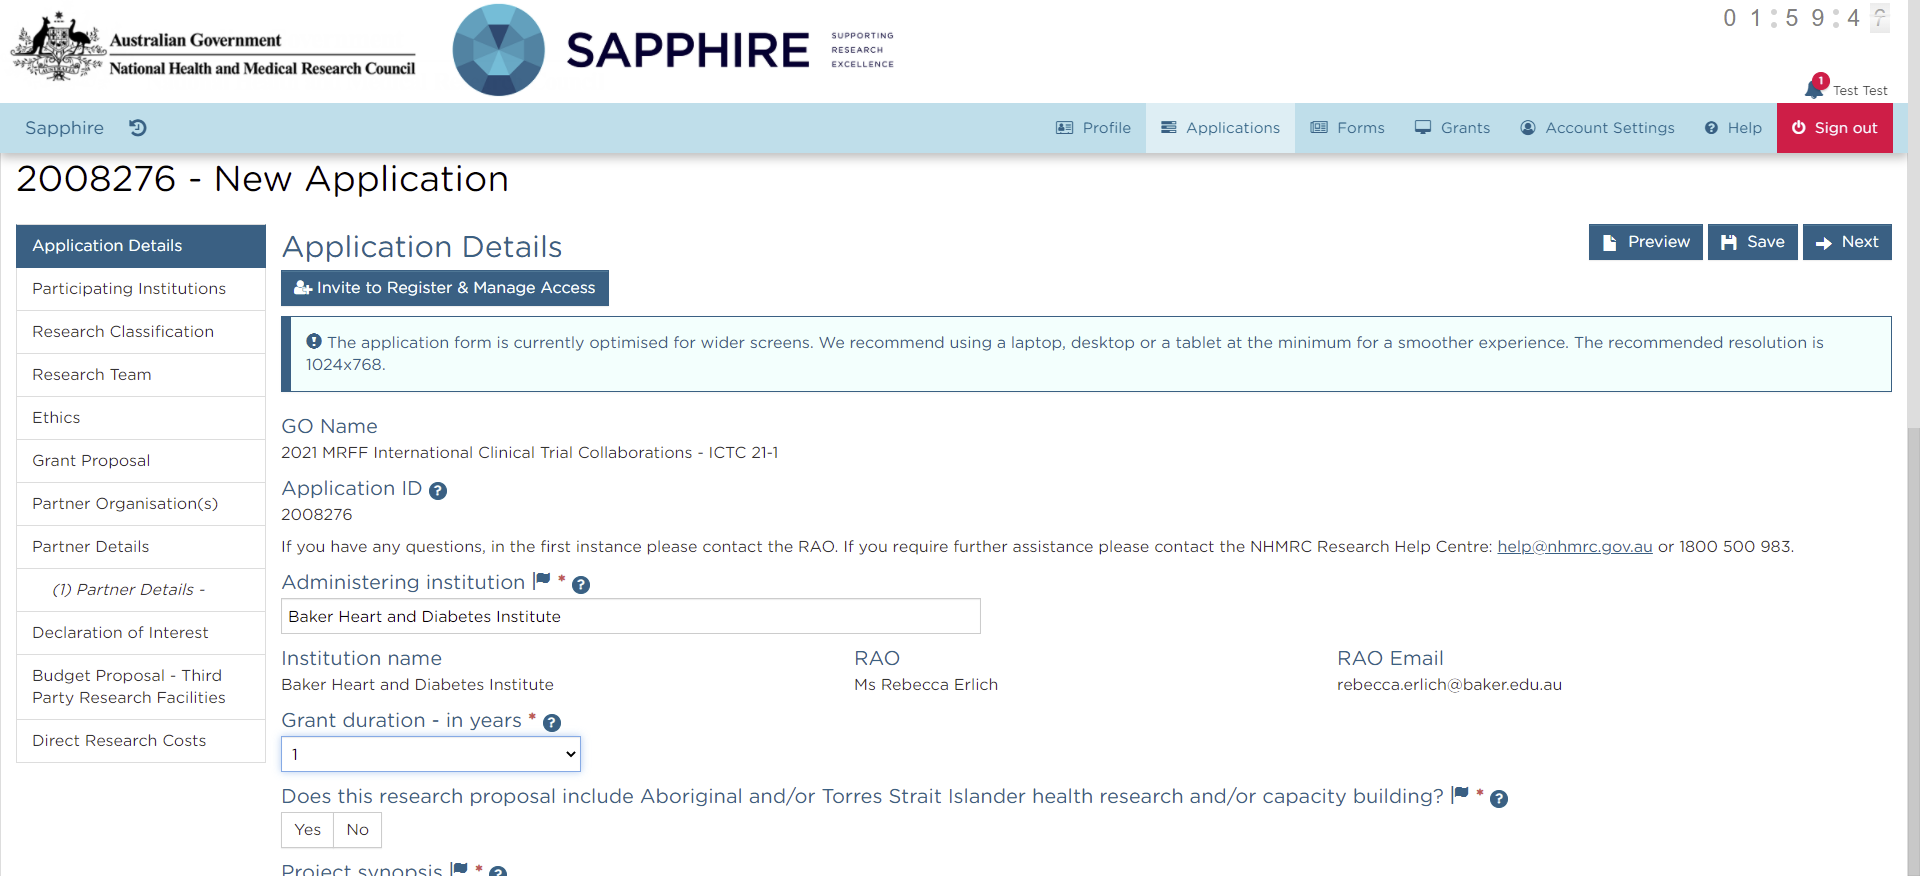 Australian Government
National Health and Medical Research Council
SAPPHIRE
SUPPORTING
RESEARCH
EXCELLENCE
01:59:4
1
Test Test
Sapphire
Profile
Applications
Forms
Grants
Account Settings
Help
Sign out
2008276 - New Application
Application Details
Participating Institutions
Research Classification
Research Team
Ethics
Grant Proposal
Partner Organisation(s)
Partner Details
(1) Partner Details -
Declaration of Interest
Budget Proposal - Third
Party Research Facilities
Direct Research Costs
Application Details
Preview
Save
Next
Invite to Register & Manage Access
The application form is currently optimised for wider screens. We recommend using a laptop, desktop or a tablet at the minimum for a smoother experience. The recommended resolution is
1024x768.
GO Name
2021 MRFF International Clinical Trial Collaborations - ICTC 21-1
Application ID ?
2008276
If you have any questions, in the first instance please contact the RAO. If you require further assistance please contact the NHMRC Research Help Centre: help@nhmrc.gov.au or 1800 500 983.
Administering institution * ?
Baker Heart and Diabetes Institute
Institution name
Baker Heart and Diabetes Institute
RAO
Ms Rebecca Erlich
RAO Email
rebecca.erlich@baker.edu.au
Grant duration - in years * ?
1
Does this research proposal include Aboriginal and/or Torres Strait Islander health research and/or capacity building? * ?
Yes
No
Project synopsis * ?